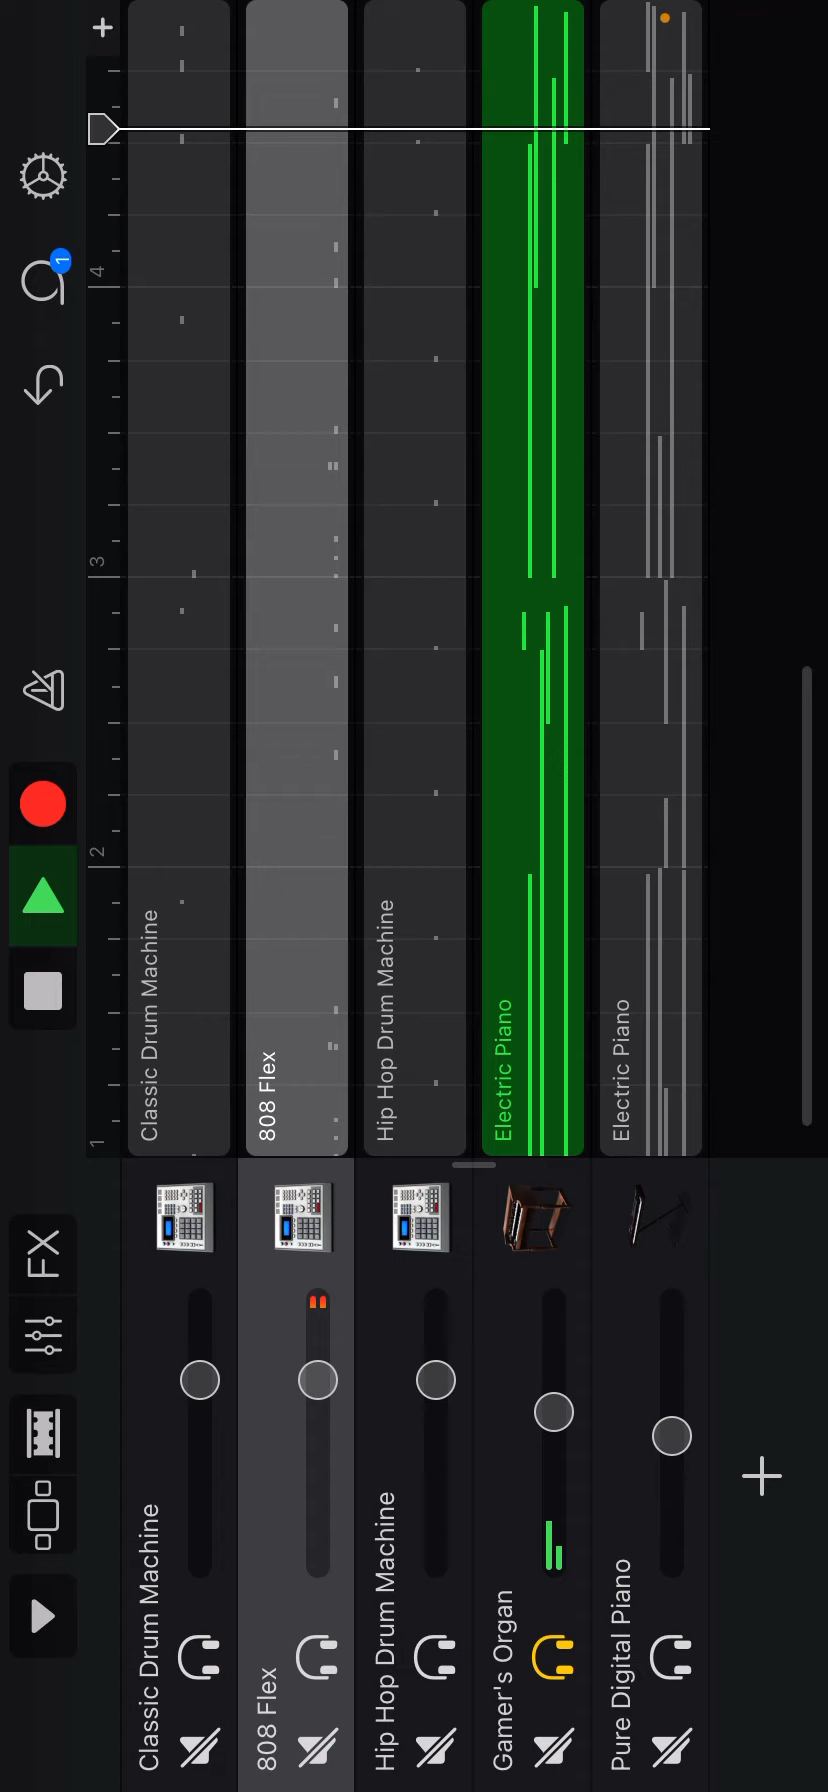 FX
1
1
2
3
4
Classic Drum Machine
Classic Drum Machine
808 Flex
808 Flex
Hip Hop Drum Machine
Hip Hop Drum Machine
Gamer's Organ
Electric Piano
Pure Digital Piano
Electric Piano